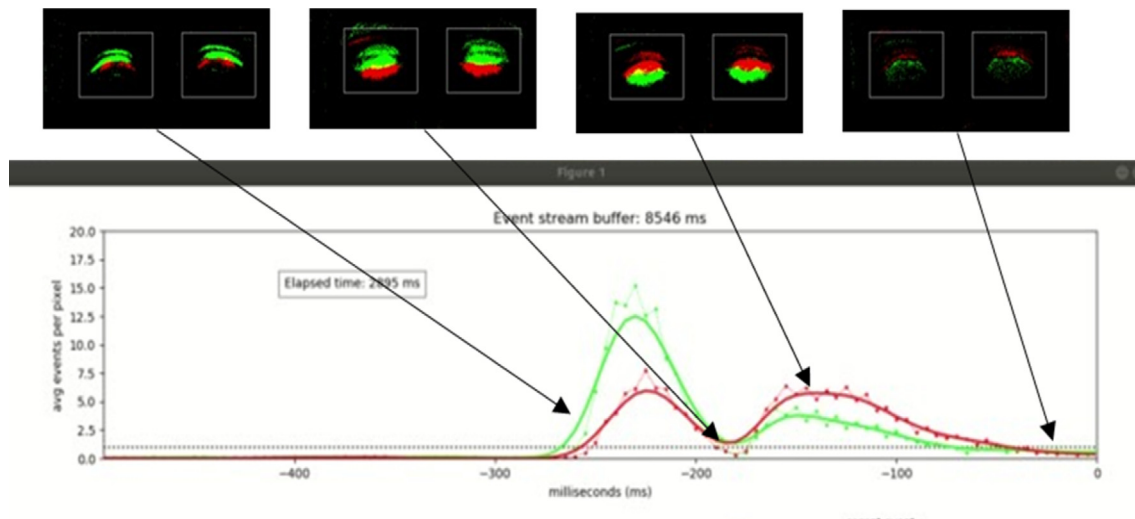 Figure 1
Event stream buffer: 8546 ms
20.0
17.5
Elapsed time: 2895 ms
15.0
12.5
10.0
7.5
5.0
2.5
0.0
avg events per pixel
−400
−300
−200
−100
0
milliseconds (ms)